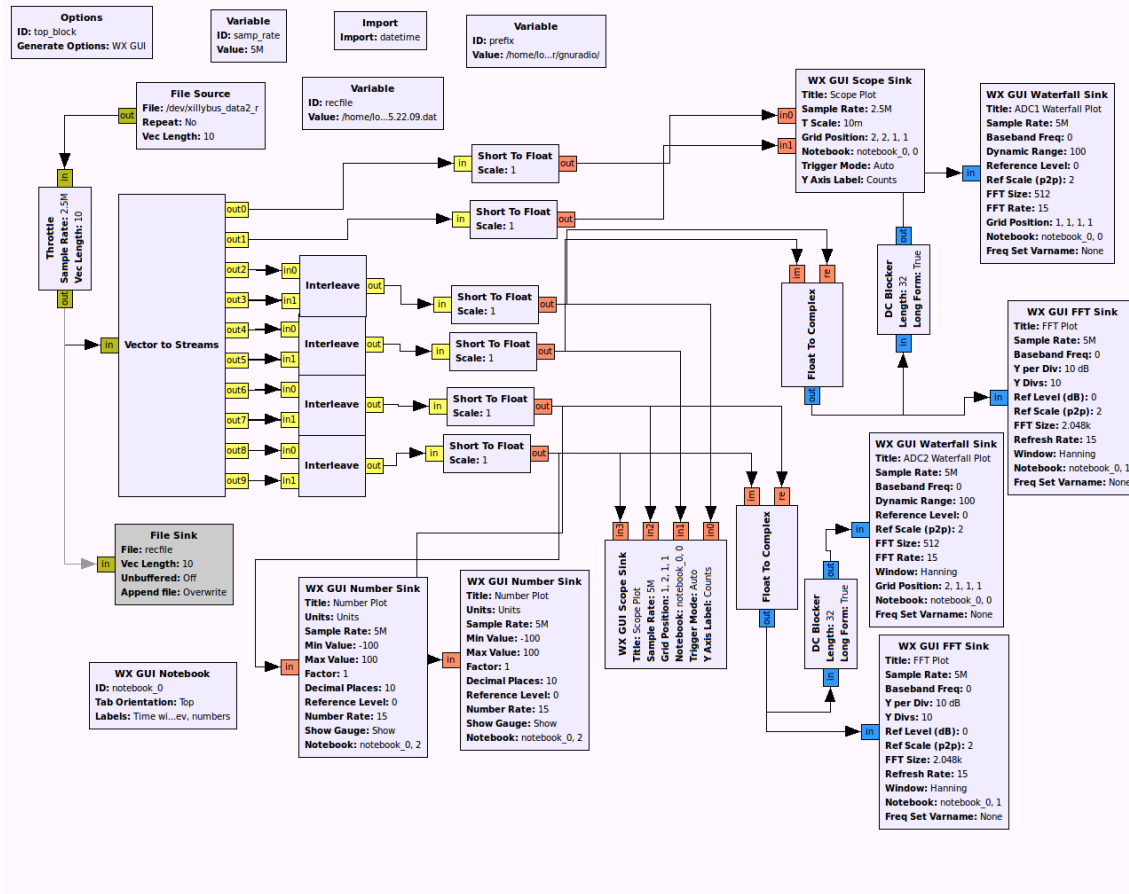 Options
ID: top_block
Generate Options: WX GUI
Variable
ID: samp_rate
Value: 5M
Import
Import: datetime
Variable
ID: prefix
Value: /home/lo...r/gnuradio/
File Source
File: /dev/xillybus_data2_r
Repeat: No
Vec Length: 10
out
Variable
ID: recfile
Value: /home/lo...5.22.09.dat
WX GUI Scope Sink
Title: Scope Plot
Sample Rate: 2.5M
T Scale: 10m
Grid Position: 2, 2, 1, 1
Notebook: notebook_0, 0
Trigger Mode: Auto
Y Axis Label: Counts
in0
in1
WX GUI Waterfall Sink
Title: ADC1 Waterfall Plot
Sample Rate: 5M
Baseband Freq: 0
Dynamic Range: 100
Reference Level: 0
Ref Scale (p2p): 2
FFT Size: 512
FFT Rate: 15
Grid Position: 1, 1, 1, 1
Notebook: notebook_0, 0
Freq Set Varname: None
in
in
Throttle
Sample Rate: 2.5M
Vec Length: 10
out
in
Vector to Streams
out0
out1
out2
out3
out4
out5
out6
out7
out8
out9
in
Short To Float
Scale: 1
out
in
Short To Float
Scale: 1
out
in0
in1
Interleave
out
in
Short To Float
Scale: 1
out
in0
in1
Interleave
out
in
Short To Float
Scale: 1
out
in0
in1
Interleave
out
in
Short To Float
Scale: 1
out
in0
in1
Interleave
out
in
Short To Float
Scale: 1
out
im
re
Float To Complex
out
out
DC Blocker
Length: 32
Long Form: True
in
WX GUI FFT Sink
Title: FFT Plot
Sample Rate: 5M
Baseband Freq: 0
Y per Div: 10 dB
Y Divs: 10
Ref Level (dB): 0
Ref Scale (p2p): 2
FFT Size: 2.048k
Refresh Rate: 15
Window: Hanning
Notebook: notebook_0, 1
Freq Set Varname: None
in
WX GUI Waterfall Sink
Title: ADC2 Waterfall Plot
Sample Rate: 5M
Baseband Freq: 0
Dynamic Range: 100
Reference Level: 0
Ref Scale (p2p): 2
FFT Size: 512
FFT Rate: 15
Window: Hanning
Grid Position: 2, 1, 1, 1
Notebook: notebook_0, 0
Freq Set Varname: None
in
im
re
Float To Complex
out
out
DC Blocker
Length: 32
Long Form: True
in
in3
in2
in1
in0
WX GUI Scope Sink
Title: Scope Plot
Sample Rate: 5M
Grid Position: 1, 2, 1, 1
Notebook: notebook_0, 0
Trigger Mode: Auto
Y Axis Label: Counts
File Sink
File: recfile
Vec Length: 10
Unbuffered: Off
Append file: Overwrite
in
WX GUI Number Sink
Title: Number Plot
Units: Units
Sample Rate: 5M
Min Value: -100
Max Value: 100
Factor: 1
Decimal Places: 10
Reference Level: 0
Number Rate: 15
Show Gauge: Show
Notebook: notebook_0, 2
in
WX GUI Number Sink
Title: Number Plot
Units: Units
Sample Rate: 5M
Min Value: -100
Max Value: 100
Factor: 1
Decimal Places: 10
Reference Level: 0
Number Rate: 15
Show Gauge: Show
Notebook: notebook_0, 2
in
WX GUI Notebook
ID: notebook_0
Tab Orientation: Top
Labels: Time wi...ev, numbers
WX GUI FFT Sink
Title: FFT Plot
Sample Rate: 5M
Baseband Freq: 0
Y per Div: 10 dB
Y Divs: 10
Ref Level (dB): 0
Ref Scale (p2p): 2
FFT Size: 2.048k
Refresh Rate: 15
Window: Hanning
Notebook: notebook_0, 1
Freq Set Varname: None
in